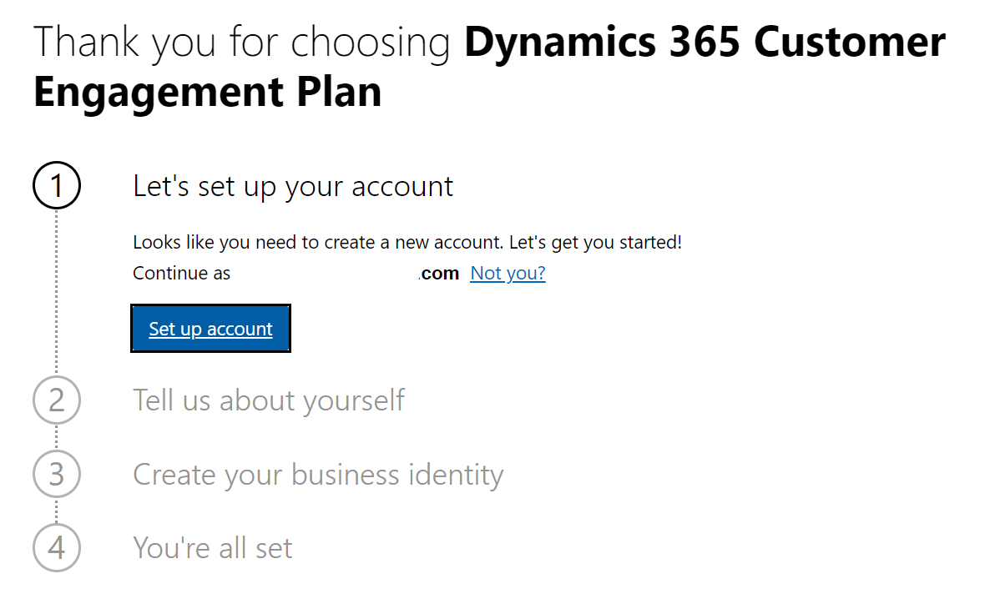 Thank you for choosing Dynamics 365 Customer
Engagement Plan
1 Let's set up your account
Looks like you need to create a new account. Let's get you started!
Continue as .com Not you?
Set up account
2 Tell us about yourself
3 Create your business identity
4 You're all set